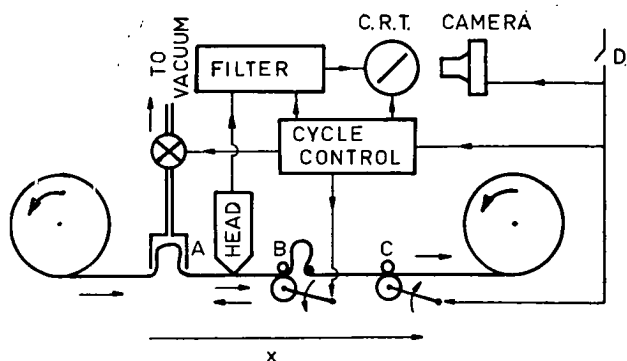 C.R.T.
CAMERA
TO
VACUUM
FILTER
D
CYCLE
CONTROL
A
HEAD
B
C
x